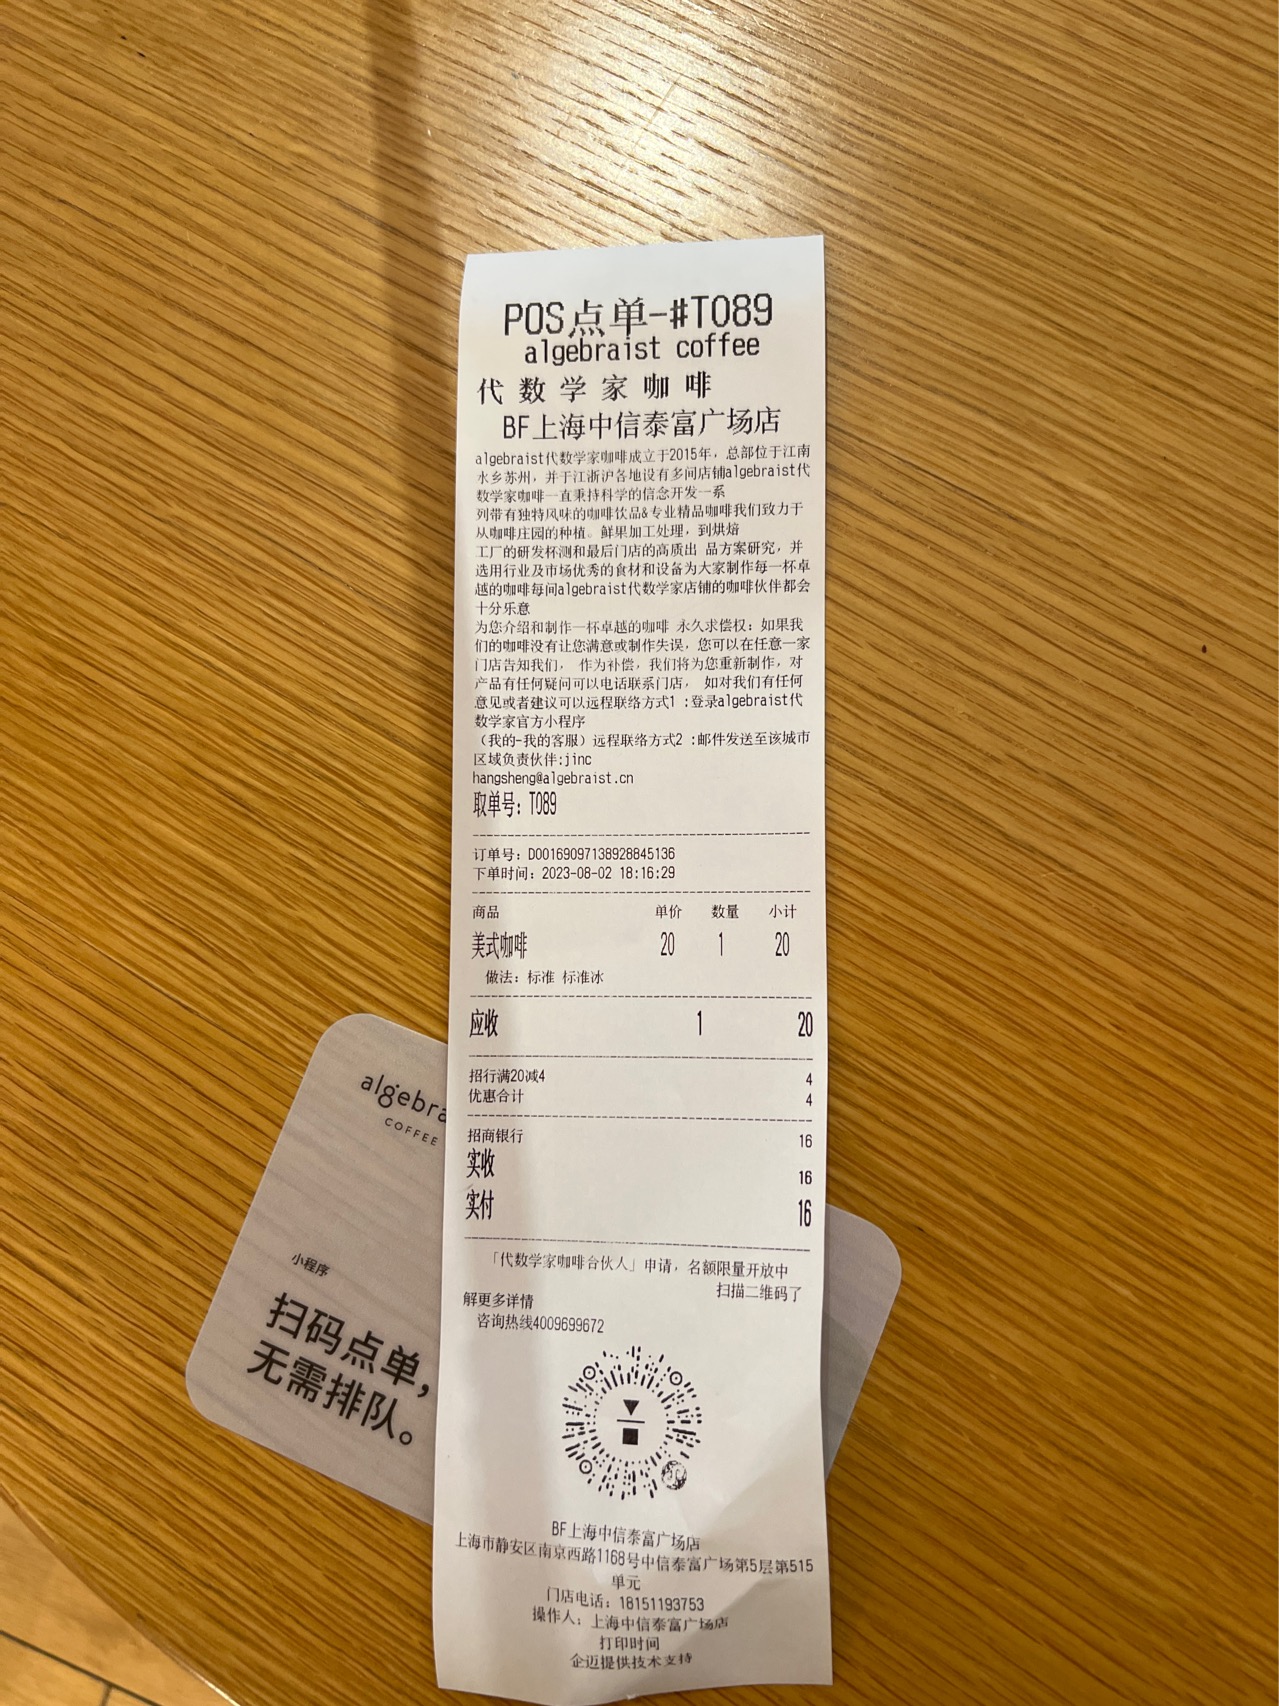 POS点单-#T089
algebraist coffee
代数学家咖啡
BF上海中信泰富广场店
algebraist代数学家咖啡成立于2015年，总部位于江南
水乡苏州，并于江浙沪各地设有多间店铺algebraist代
数学家咖啡一直秉持科学的信念开发一系
列带有独特风味的咖啡饮品&专业精品咖啡我们致力于
从咖啡庄园的种植。鲜果加工处理，到烘焙
工厂的研发杯测和最后门店的高质出 品方案研究，并
选用行业及市场优秀的食材和设备为大家制作每一杯卓
越的咖啡每间algebraist代数学家店铺的咖啡伙伴都会
十分乐意
为您介绍和制作一杯卓越的咖啡 永久求偿权：如果我
们的咖啡没有让您满意或制作失误，您可以在任意一家
门店告知我们， 作为补偿，我们将为您重新制作，对
产品有任何疑问可以电话联系门店， 如对我们有任何
意见或者建议可以远程联络方式1 :登录algebraist代
数学家官方小程序
（我的-我的客服）远程联络方式2 :邮件发送至该城市
区域负责伙伴:jinc
hangsheng@algebraist.cn
取单号：T089
订单号：D00169097138928845136
下单时间：2023-08-02 18:16:29
商品 单价 数量 小计
美式咖啡 20 1 20
做法：标准 标准冰
应收 1 20
招行满20减4 4
优惠合计 4
招商银行 16
实收 16
实付 16
「代数学家咖啡合伙人」申请，名额限量开放中
扫描二维码了
解更多详情
咨询热线4009699672
BF上海中信泰富广场店
上海市静安区南京西路1168号中信泰富广场第5层第515
单元
门店电话：18151193753
操作人：上海中信泰富广场店
打印时间
企迈提供技术支持
algebra
COFFEE
小程序
扫码点单，
无需排队。